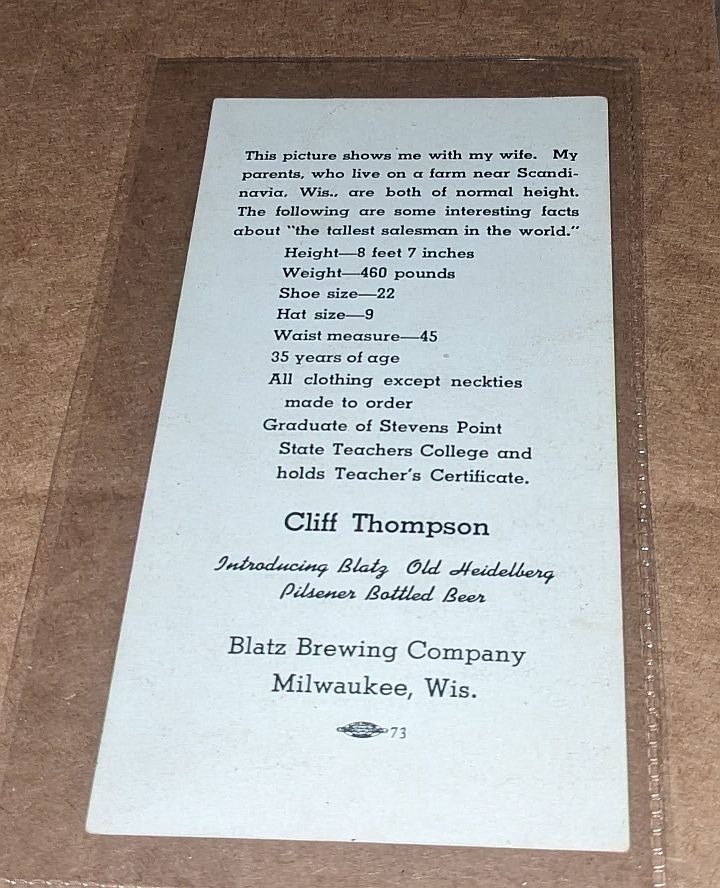 This picture shows me with my wife. My
parents, who live on a farm near Scandi-
navia, Wis., are both of normal height.
The following are some interesting facts
about "the tallest salesman in the world."
Height—8 feet 7 inches
Weight—460 pounds
Shoe size—22
Hat size—9
Waist measure—45
35 years of age
All clothing except neckties
made to order
Graduate of Stevens Point
State Teachers College and
holds Teacher's Certificate.
Cliff Thompson
Introducing Blatz Old Heidelberg
Pilsener Bottled Beer
Blatz Brewing Company
Milwaukee, Wis.
73